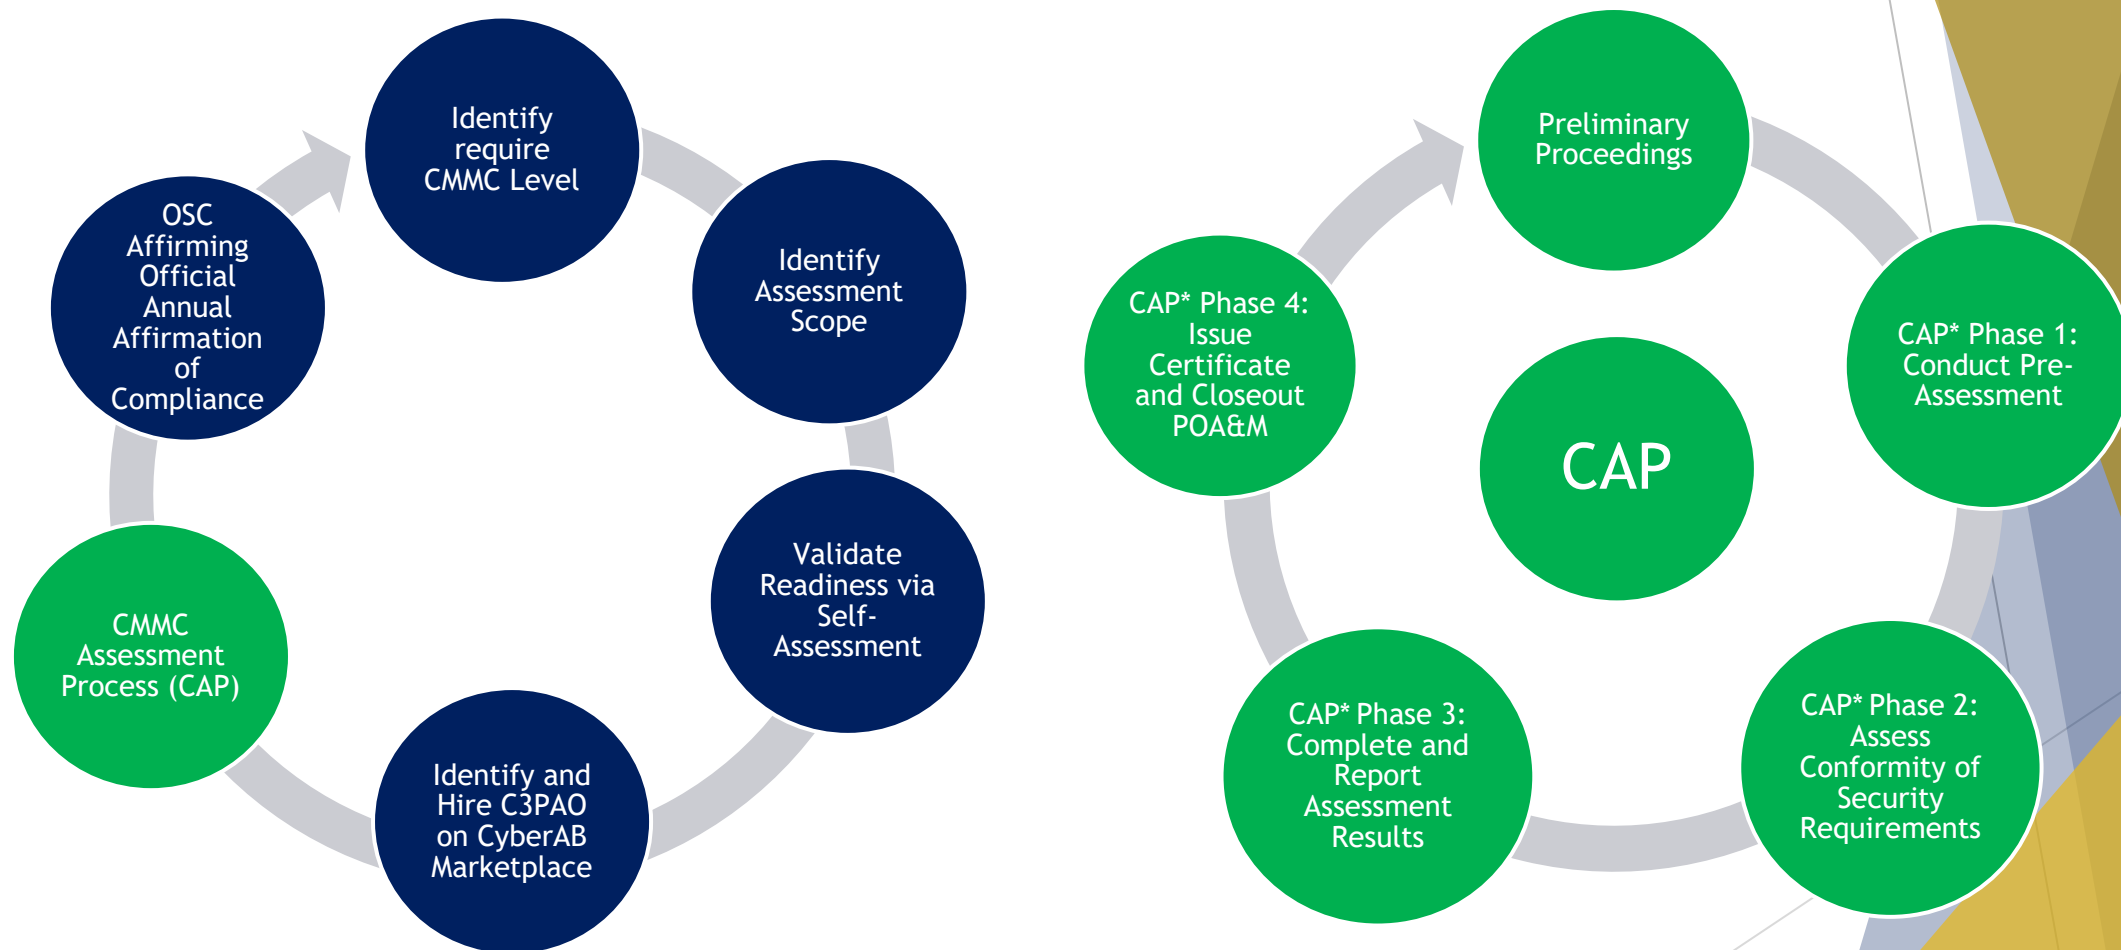 Identify
require
CMMC Level
Identify
Assessment
Scope
Validate
Readiness via
Self-
Assessment
Identify and
Hire C3PAO
on CyberAB
Marketplace
CMMC
Assessment
Process (CAP)
OSC
Affirming
Official
Annual
Affirmation
of
Compliance
Preliminary
Proceedings
CAP* Phase 1:
Conduct Pre-
Assessment
CAP* Phase 2:
Assess
Conformity of
Security
Requirements
CAP* Phase 3:
Complete and
Report
Assessment
Results
CAP* Phase 4:
Issue
Certificate
and Closeout
POA&M
CAP